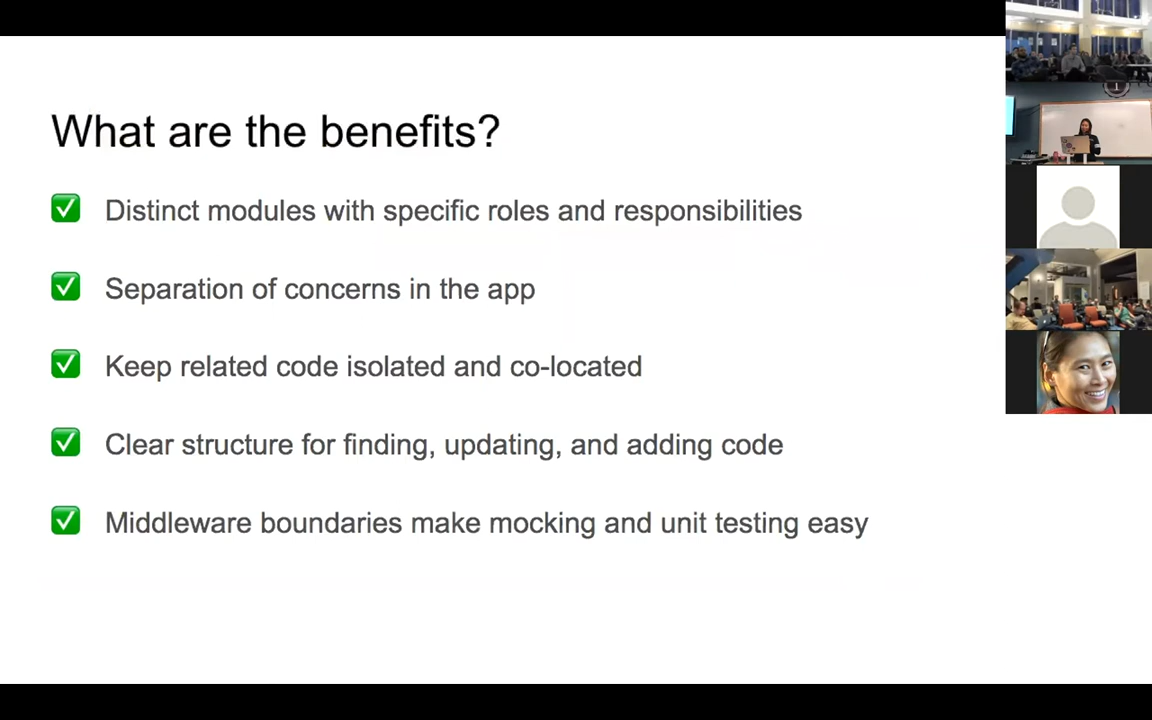 What are the benefits?
✅ Distinct modules with specific roles and responsibilities
✅ Separation of concerns in the app
✅ Keep related code isolated and co-located
✅ Clear structure for finding, updating, and adding code
✅ Middleware boundaries make mocking and unit testing easy